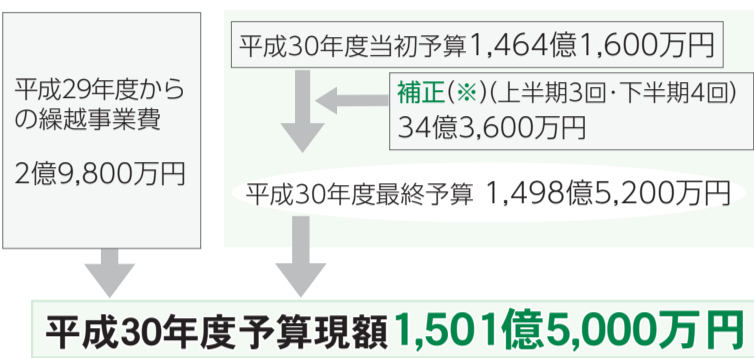 平成29年度から
の繰越事業費
2億9,800万円
平成30年度当初予算1,464億1,600万円
補正(※)(上半期3回・下半期4回)
34億3,600万円
平成30年度最終予算 1,498億5,200万円
平成30年度予算現額1,501億5,000万円